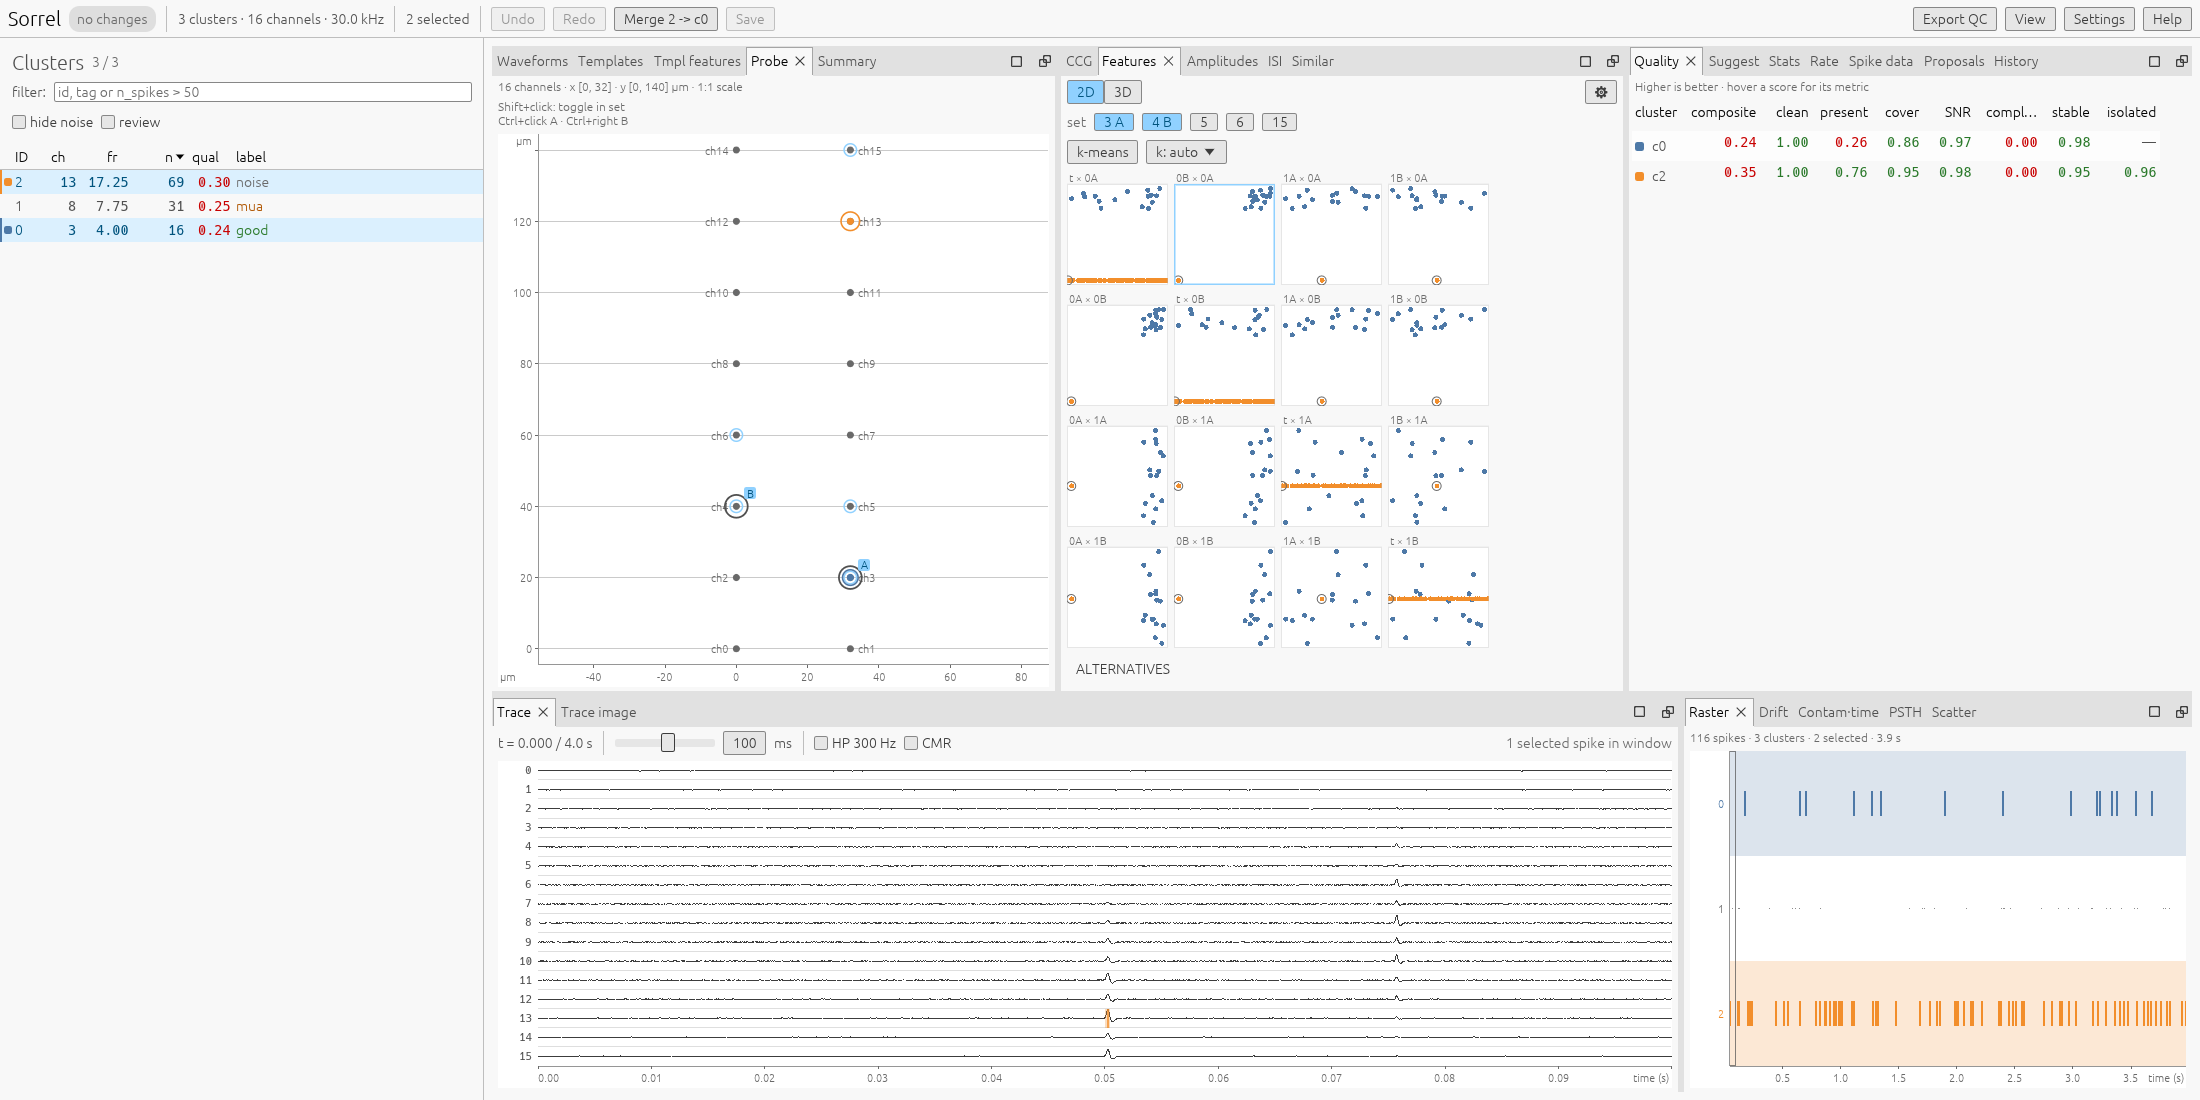 Sorrel no changes 3 clusters · 16 channels · 30.0 kHz 2 selected Undo Redo Merge 2 -> c0 Save Export QC View Settings Help
Clusters 3 / 3
filter: id, tag or n_spikes > 50
hide noise review
ID ch fr n▼ qual label
2 13 17.25 69 0.30 noise
1 8 7.75 31 0.25 mua
0 3 4.00 16 0.24 good
Waveforms Templates Tmpl features Probe Summary
16 channels · x [0, 32] · y [0, 140] µm · 1:1 scale
Shift+click: toggle in set
Ctrl+click A · Ctrl+right B
µm
ch14 ch15
120 ch12 ch13
100 ch10 ch11
80 ch8 ch9
60 ch6 ch7
B
40 ch4 ch5
A
20 ch2 ch3
0 ch0 ch1
µm -40 -20 0 20 40 60 80
CCG Features Amplitudes ISI Similar
2D 3D
set 3 A 4 B 5 6 15
k-means k: auto ▼
t × 0A 0B × 0A 1A × 0A 1B × 0A
0A × 0B t × 0B 1A × 0B 1B × 0B
0A × 1A 0B × 1A t × 1A 1B × 1A
0A × 1B 0B × 1B 1A × 1B t × 1B
ALTERNATIVES
Quality Suggest Stats Rate Spike data Proposals History
Higher is better · hover a score for its metric
cluster composite clean present cover SNR compl… stable isolated
c0 0.24 1.00 0.26 0.86 0.97 0.00 0.98 —
c2 0.35 1.00 0.76 0.95 0.98 0.00 0.95 0.96
Trace Trace image
t = 0.000 / 4.0 s 100 ms HP 300 Hz CMR 1 selected spike in window
0
1
2
3
4
5
6
7
8
9
10
11
12
13
14
15
0.00 0.01 0.02 0.03 0.04 0.05 0.06 0.07 0.08 0.09 time (s)
Raster Drift Contam·time PSTH Scatter
116 spikes · 3 clusters · 2 selected · 3.9 s
0
1
2
0.5 1.0 1.5 2.0 2.5 3.0 3.5 time (s)